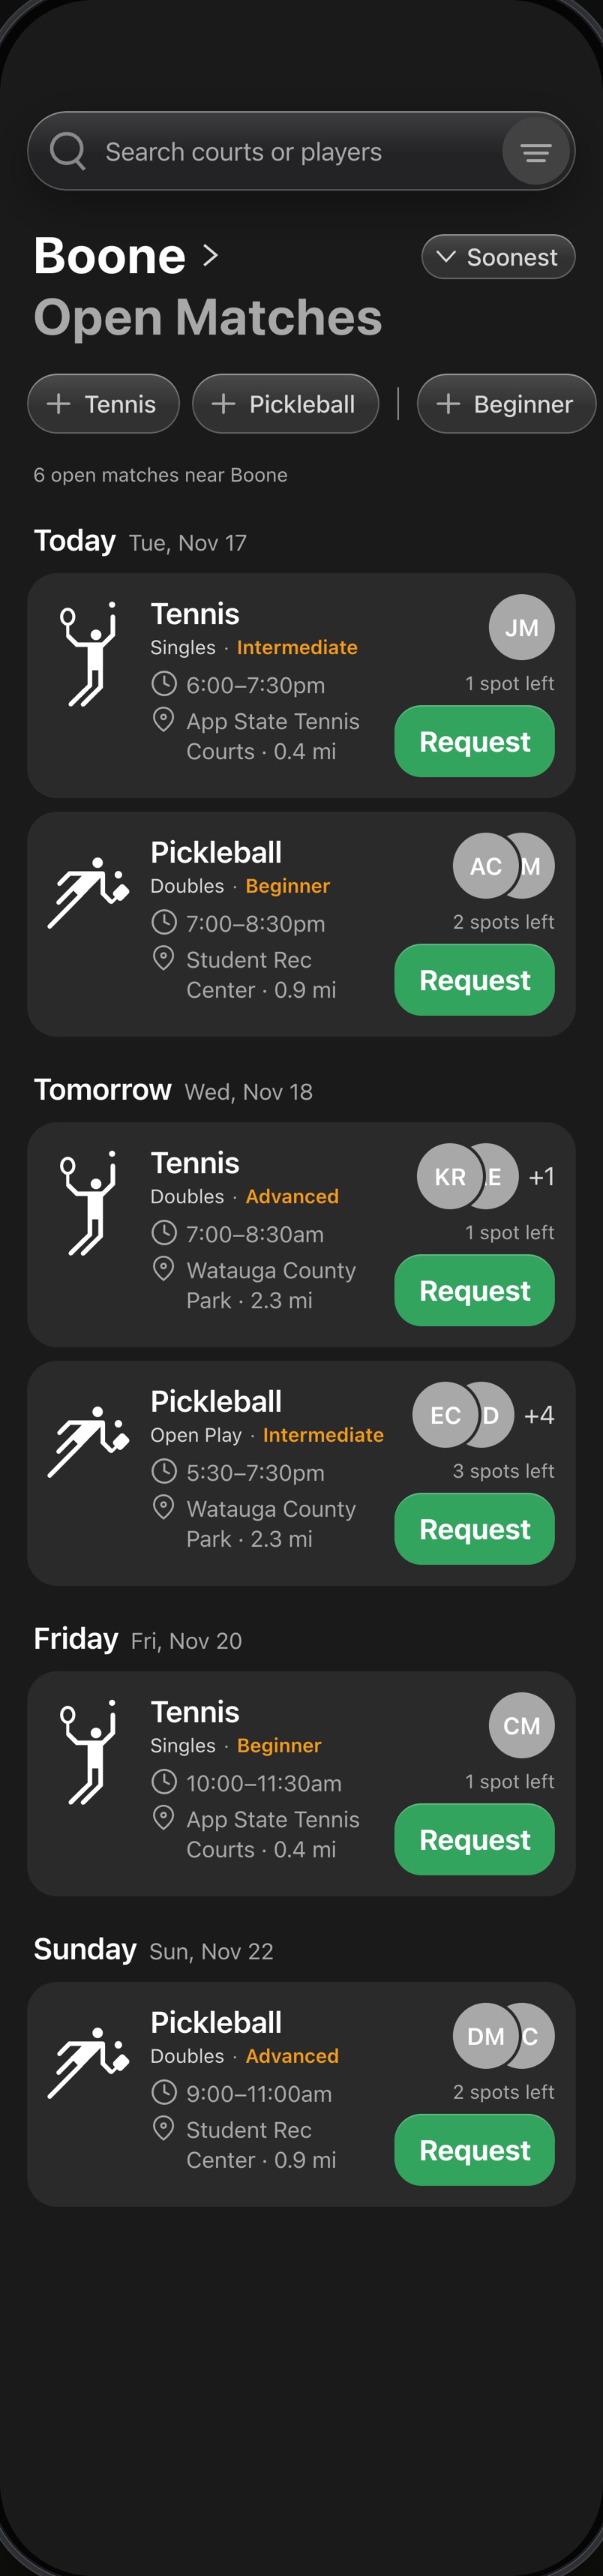 Search courts or players
Boone
Soonest
Open Matches
Tennis
Pickleball
Beginner
6 open matches near Boone
Today Tue, Nov 17
Tennis
JM
Singles · Intermediate
6:00–7:30pm
1 spot left
App State Tennis
Courts · 0.4 mi
Request
Pickleball
AC M
Doubles · Beginner
7:00–8:30pm
2 spots left
Student Rec
Center · 0.9 mi
Request
Tomorrow Wed, Nov 18
Tennis
KR E +1
Doubles · Advanced
7:00–8:30am
1 spot left
Watauga County
Park · 2.3 mi
Request
Pickleball
EC D +4
Open Play · Intermediate
5:30–7:30pm
3 spots left
Watauga County
Park · 2.3 mi
Request
Friday Fri, Nov 20
Tennis
CM
Singles · Beginner
10:00–11:30am
1 spot left
App State Tennis
Courts · 0.4 mi
Request
Sunday Sun, Nov 22
Pickleball
DM C
Doubles · Advanced
9:00–11:00am
2 spots left
Student Rec
Center · 0.9 mi
Request